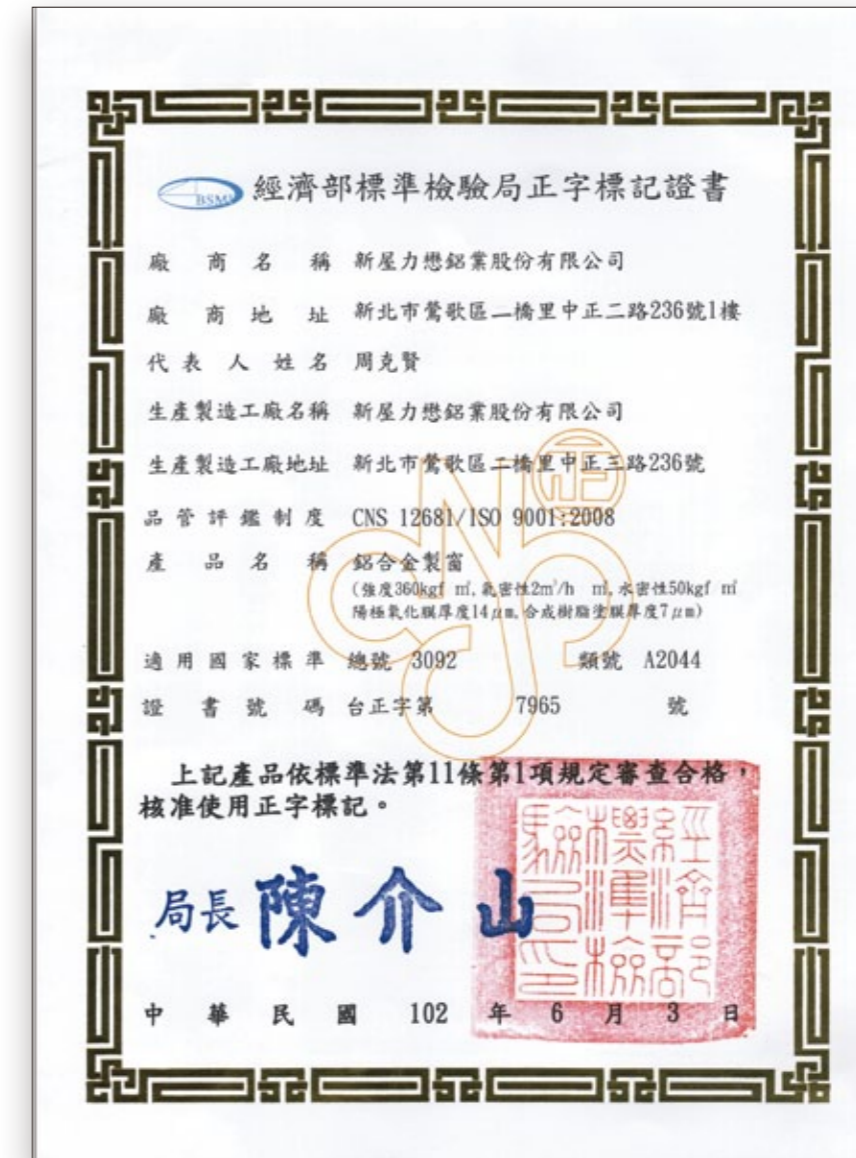 BSMI 經濟部標準檢驗局正字標記證書
廠商名稱 新屋力懋鋁業股份有限公司
廠商地址 新北市鶯歌區二橋里中正二路236號1樓
代表人姓名 周克賢
生產製造工廠名稱 新屋力懋鋁業股份有限公司
生產製造工廠地址 新北市鶯歌區二橋里中正三路236號
品管評鑑制度 CNS 12681/ISO 9001:2008
產品名稱 鋁合金製窗
(強度360kgf ㎡, 氣密性2m³/h ㎡, 水密性50kgf ㎡
陽極氧化膜厚度14μm, 合成樹脂塗膜厚度7μm)
適用國家標準 總號 3092 類號 A2044
證書號碼 台正字第 7965 號
上記產品依標準法第11條第1項規定審查合格，
核准使用正字標記。
局長 陳介山
經濟部標準檢驗局印
中華民國 102 年 6 月 3 日